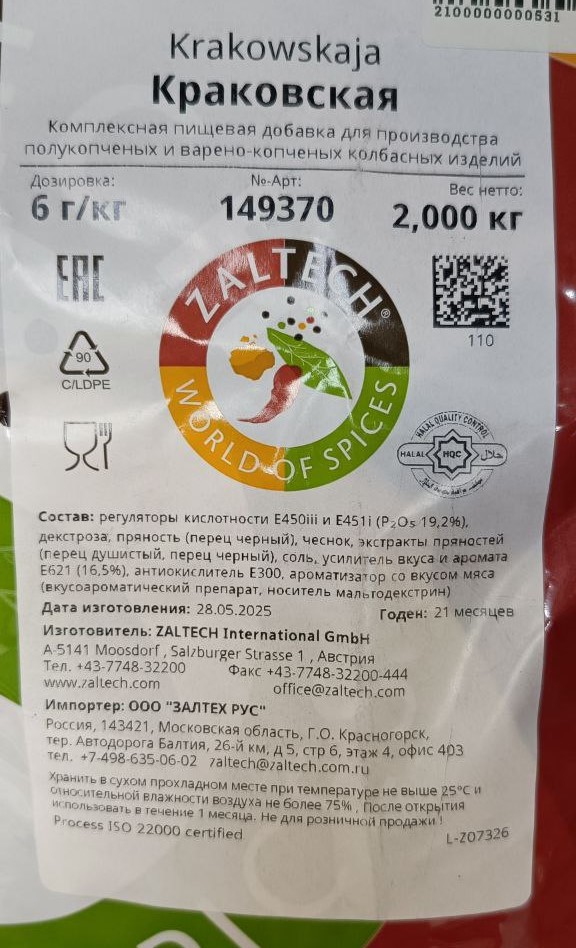 2100000000531
Krakowskaja
Краковская
Комплексная пищевая добавка для производства
полукопченых и варено-копченых колбасных изделий
Дозировка: №-Арт: Вес нетто:
6 г/кг 149370 2,000 кг
EAC
ZALTECH®
WORLD OF SPICES
110
90
C/LDPE
HALAL QUALITY CONTROL
HALAL HQC حلال
Состав: регуляторы кислотности Е450iii и Е451i (P₂O₅ 19,2%),
декстроза, пряность (перец черный), чеснок, экстракты пряностей
(перец душистый, перец черный), соль, усилитель вкуса и аромата
Е621 (16,5%), антиокислитель Е300, ароматизатор со вкусом мяса
(вкусоароматический препарат, носитель мальтодекстрин)
Дата изготовления: 28.05.2025 Годен: 21 месяцев
Изготовитель: ZALTECH International GmbH
A-5141 Moosdorf , Salzburger Strasse 1 , Австрия
Тел. +43-7748-32200 Факс +43-7748-32200-444
www.zaltech.com office@zaltech.com
Импортер: ООО "ЗАЛТЕХ РУС"
Россия, 143421, Московская область, Г.О. Красногорск,
тер. Автодорога Балтия, 26-й км, д 5, стр 6, этаж 4, офис 403
тел. +7-498-635-06-02 zaltech@zaltech.com.ru
Хранить в сухом прохладном месте при температуре не выше 25°С и
относительной влажности воздуха не более 75% , После открытия
использовать в течение 1 месяца. Не для розничной продажи !
Process ISO 22000 certified L-Z07326